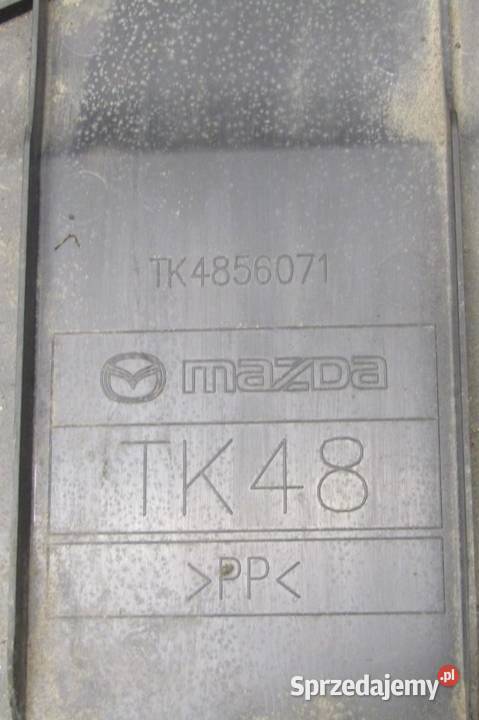 TK4856071
mazda
TK48
>PP<
Sprzedajemy.pl